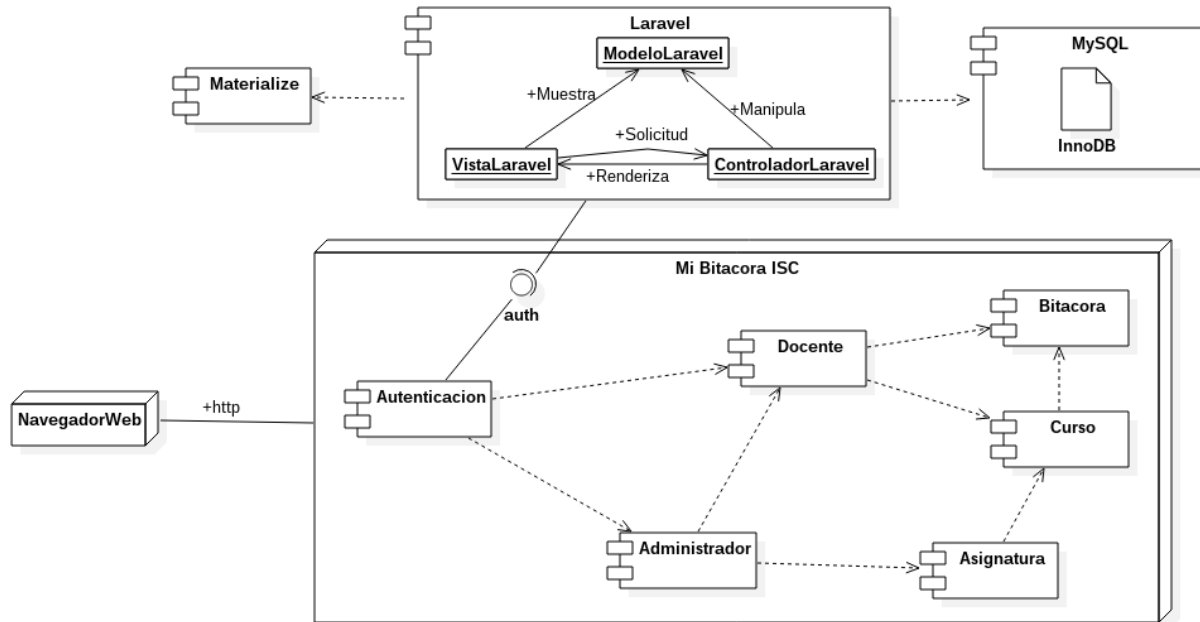 Laravel
ModeloLaravel
MySQL
Materialize
+Muestra
+Manipula
+Solicitud
InnoDB
VistaLaravel
ControladorLaravel
+Renderiza
Mi Bitacora ISC
auth
Bitacora
Docente
Autenticacion
+http
NavegadorWeb
Curso
Administrador
Asignatura